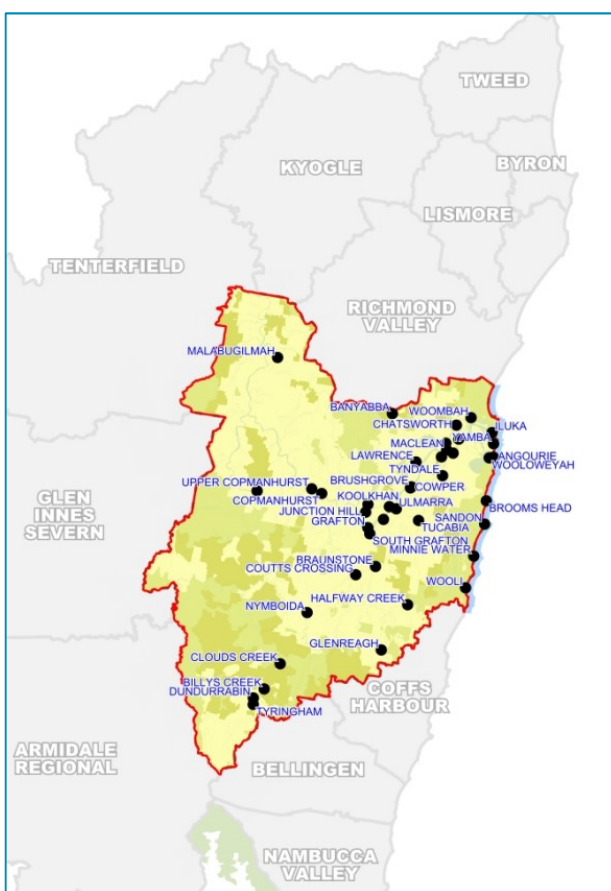 TWEED
KYOGLE
BYRON
LISMORE
TENTERFIELD
RICHMOND
VALLEY
MALABUGILMAH
BANYABBA
WOOMBAH
CHATSWORTH
ILUKA
MACLEAN
YAMBA
LAWRENCE
ANGOURIE
WOOLOWEYAH
TYNDALE
UPPER COPMANHURST
BRUSHGROVE
COWPER
COPMANHURST
KOOLKHAN
ULMARRA
BROOMS HEAD
GLEN
INNES
SEVERN
JUNCTION HILL
GRAFTON
SANDON
TUCABIA
SOUTH GRAFTON
MINNIE WATER
BRAUNSTONE
COUTTS CROSSING
WOOLI
NYMBOIDA
HALFWAY CREEK
GLENREAGH
CLOUDS CREEK
COFFS
HARBOUR
BILLYS CREEK
DUNDURRABIN
TYRINGHAM
ARMIDALE
REGIONAL
BELLINGEN
NAMBUCCA
VALLEY